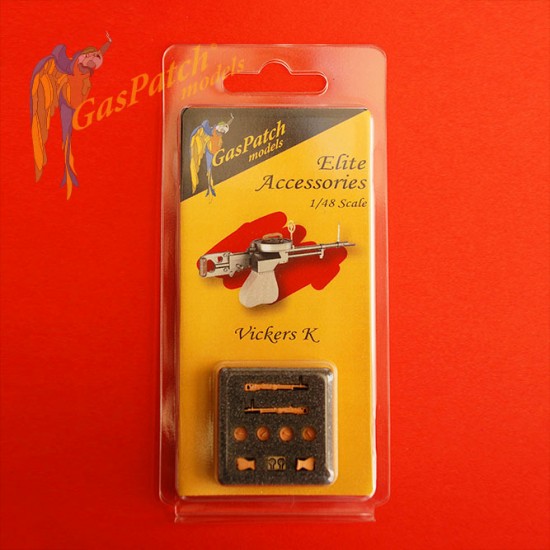 GasPatch®
models
GasPatch
models
Elite
Accessories
1/48 Scale
Vickers K